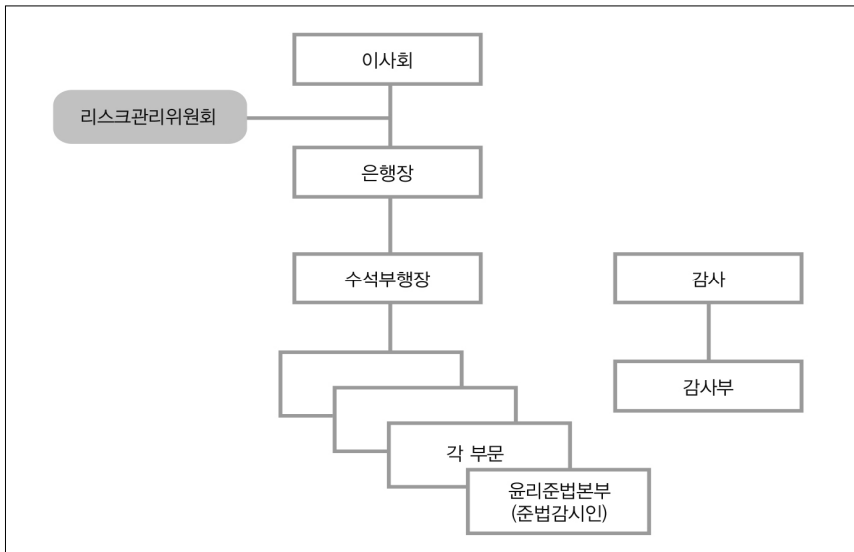 이사회
리스크관리위원회
은행장
수석부행장
감사
감사부
각 부문
윤리준법본부
(준법감시인)